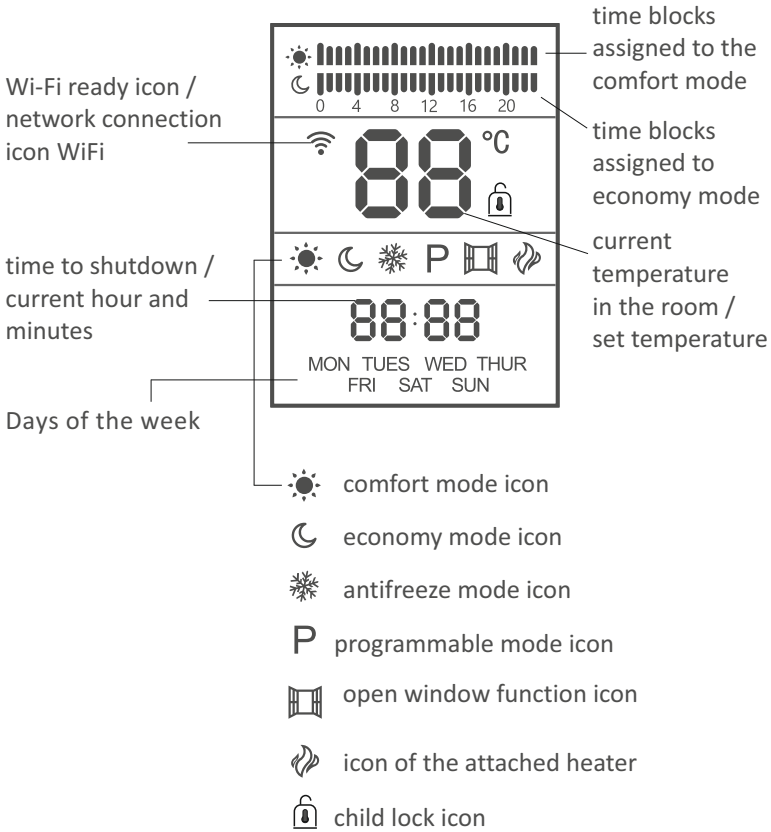 time blocks
assigned to the
comfort mode
Wi-Fi ready icon /
network connection
icon WiFi
0 4 8 12 16 20
88 °C
time blocks
assigned to
economy mode
current
temperature
in the room /
set temperature
P
time to shutdown /
current hour and
minutes
88:88
MON TUES WED THUR
FRI SAT SUN
Days of the week
comfort mode icon
economy mode icon
antifreeze mode icon
P programmable mode icon
open window function icon
icon of the attached heater
child lock icon